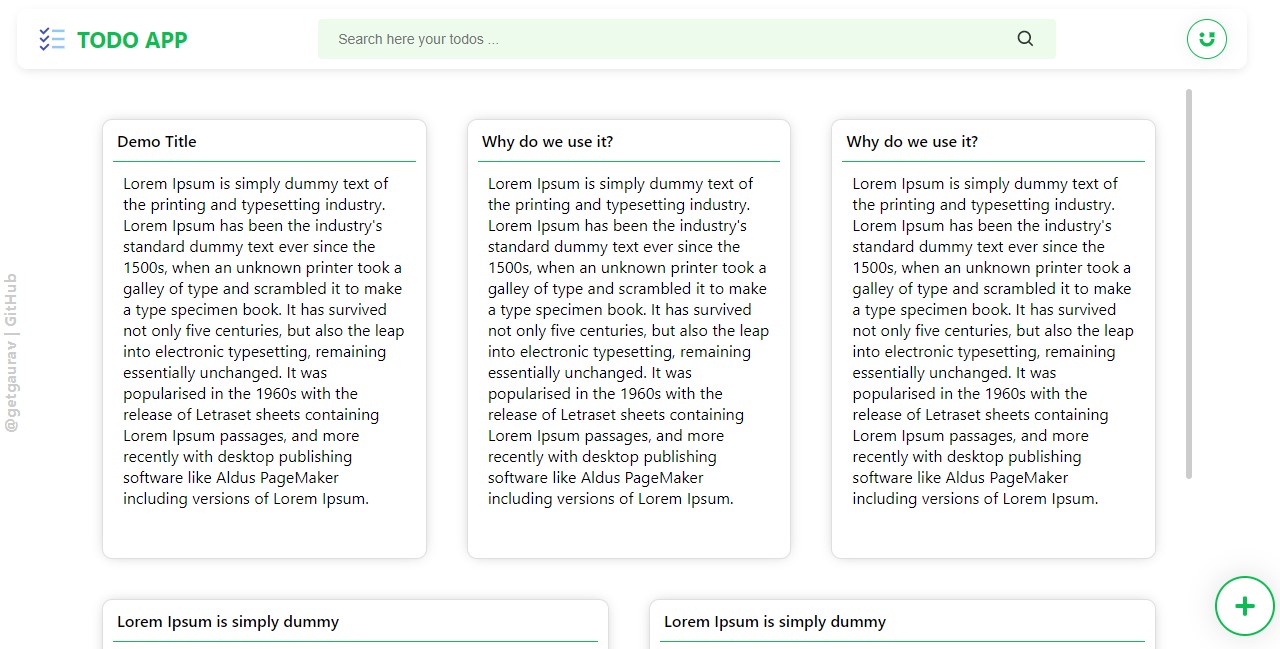 TODO APP
Search here your todos ...
Demo Title
Lorem Ipsum is simply dummy text of
the printing and typesetting industry.
Lorem Ipsum has been the industry's
standard dummy text ever since the
1500s, when an unknown printer took a
galley of type and scrambled it to make
a type specimen book. It has survived
not only five centuries, but also the leap
into electronic typesetting, remaining
essentially unchanged. It was
popularised in the 1960s with the
release of Letraset sheets containing
Lorem Ipsum passages, and more
recently with desktop publishing
software like Aldus PageMaker
including versions of Lorem Ipsum.
Why do we use it?
Lorem Ipsum is simply dummy text of
the printing and typesetting industry.
Lorem Ipsum has been the industry's
standard dummy text ever since the
1500s, when an unknown printer took a
galley of type and scrambled it to make
a type specimen book. It has survived
not only five centuries, but also the leap
into electronic typesetting, remaining
essentially unchanged. It was
popularised in the 1960s with the
release of Letraset sheets containing
Lorem Ipsum passages, and more
recently with desktop publishing
software like Aldus PageMaker
including versions of Lorem Ipsum.
Why do we use it?
Lorem Ipsum is simply dummy text of
the printing and typesetting industry.
Lorem Ipsum has been the industry's
standard dummy text ever since the
1500s, when an unknown printer took a
galley of type and scrambled it to make
a type specimen book. It has survived
not only five centuries, but also the leap
into electronic typesetting, remaining
essentially unchanged. It was
popularised in the 1960s with the
release of Letraset sheets containing
Lorem Ipsum passages, and more
recently with desktop publishing
software like Aldus PageMaker
including versions of Lorem Ipsum.
Lorem Ipsum is simply dummy
Lorem Ipsum is simply dummy
@getgaurav | GitHub